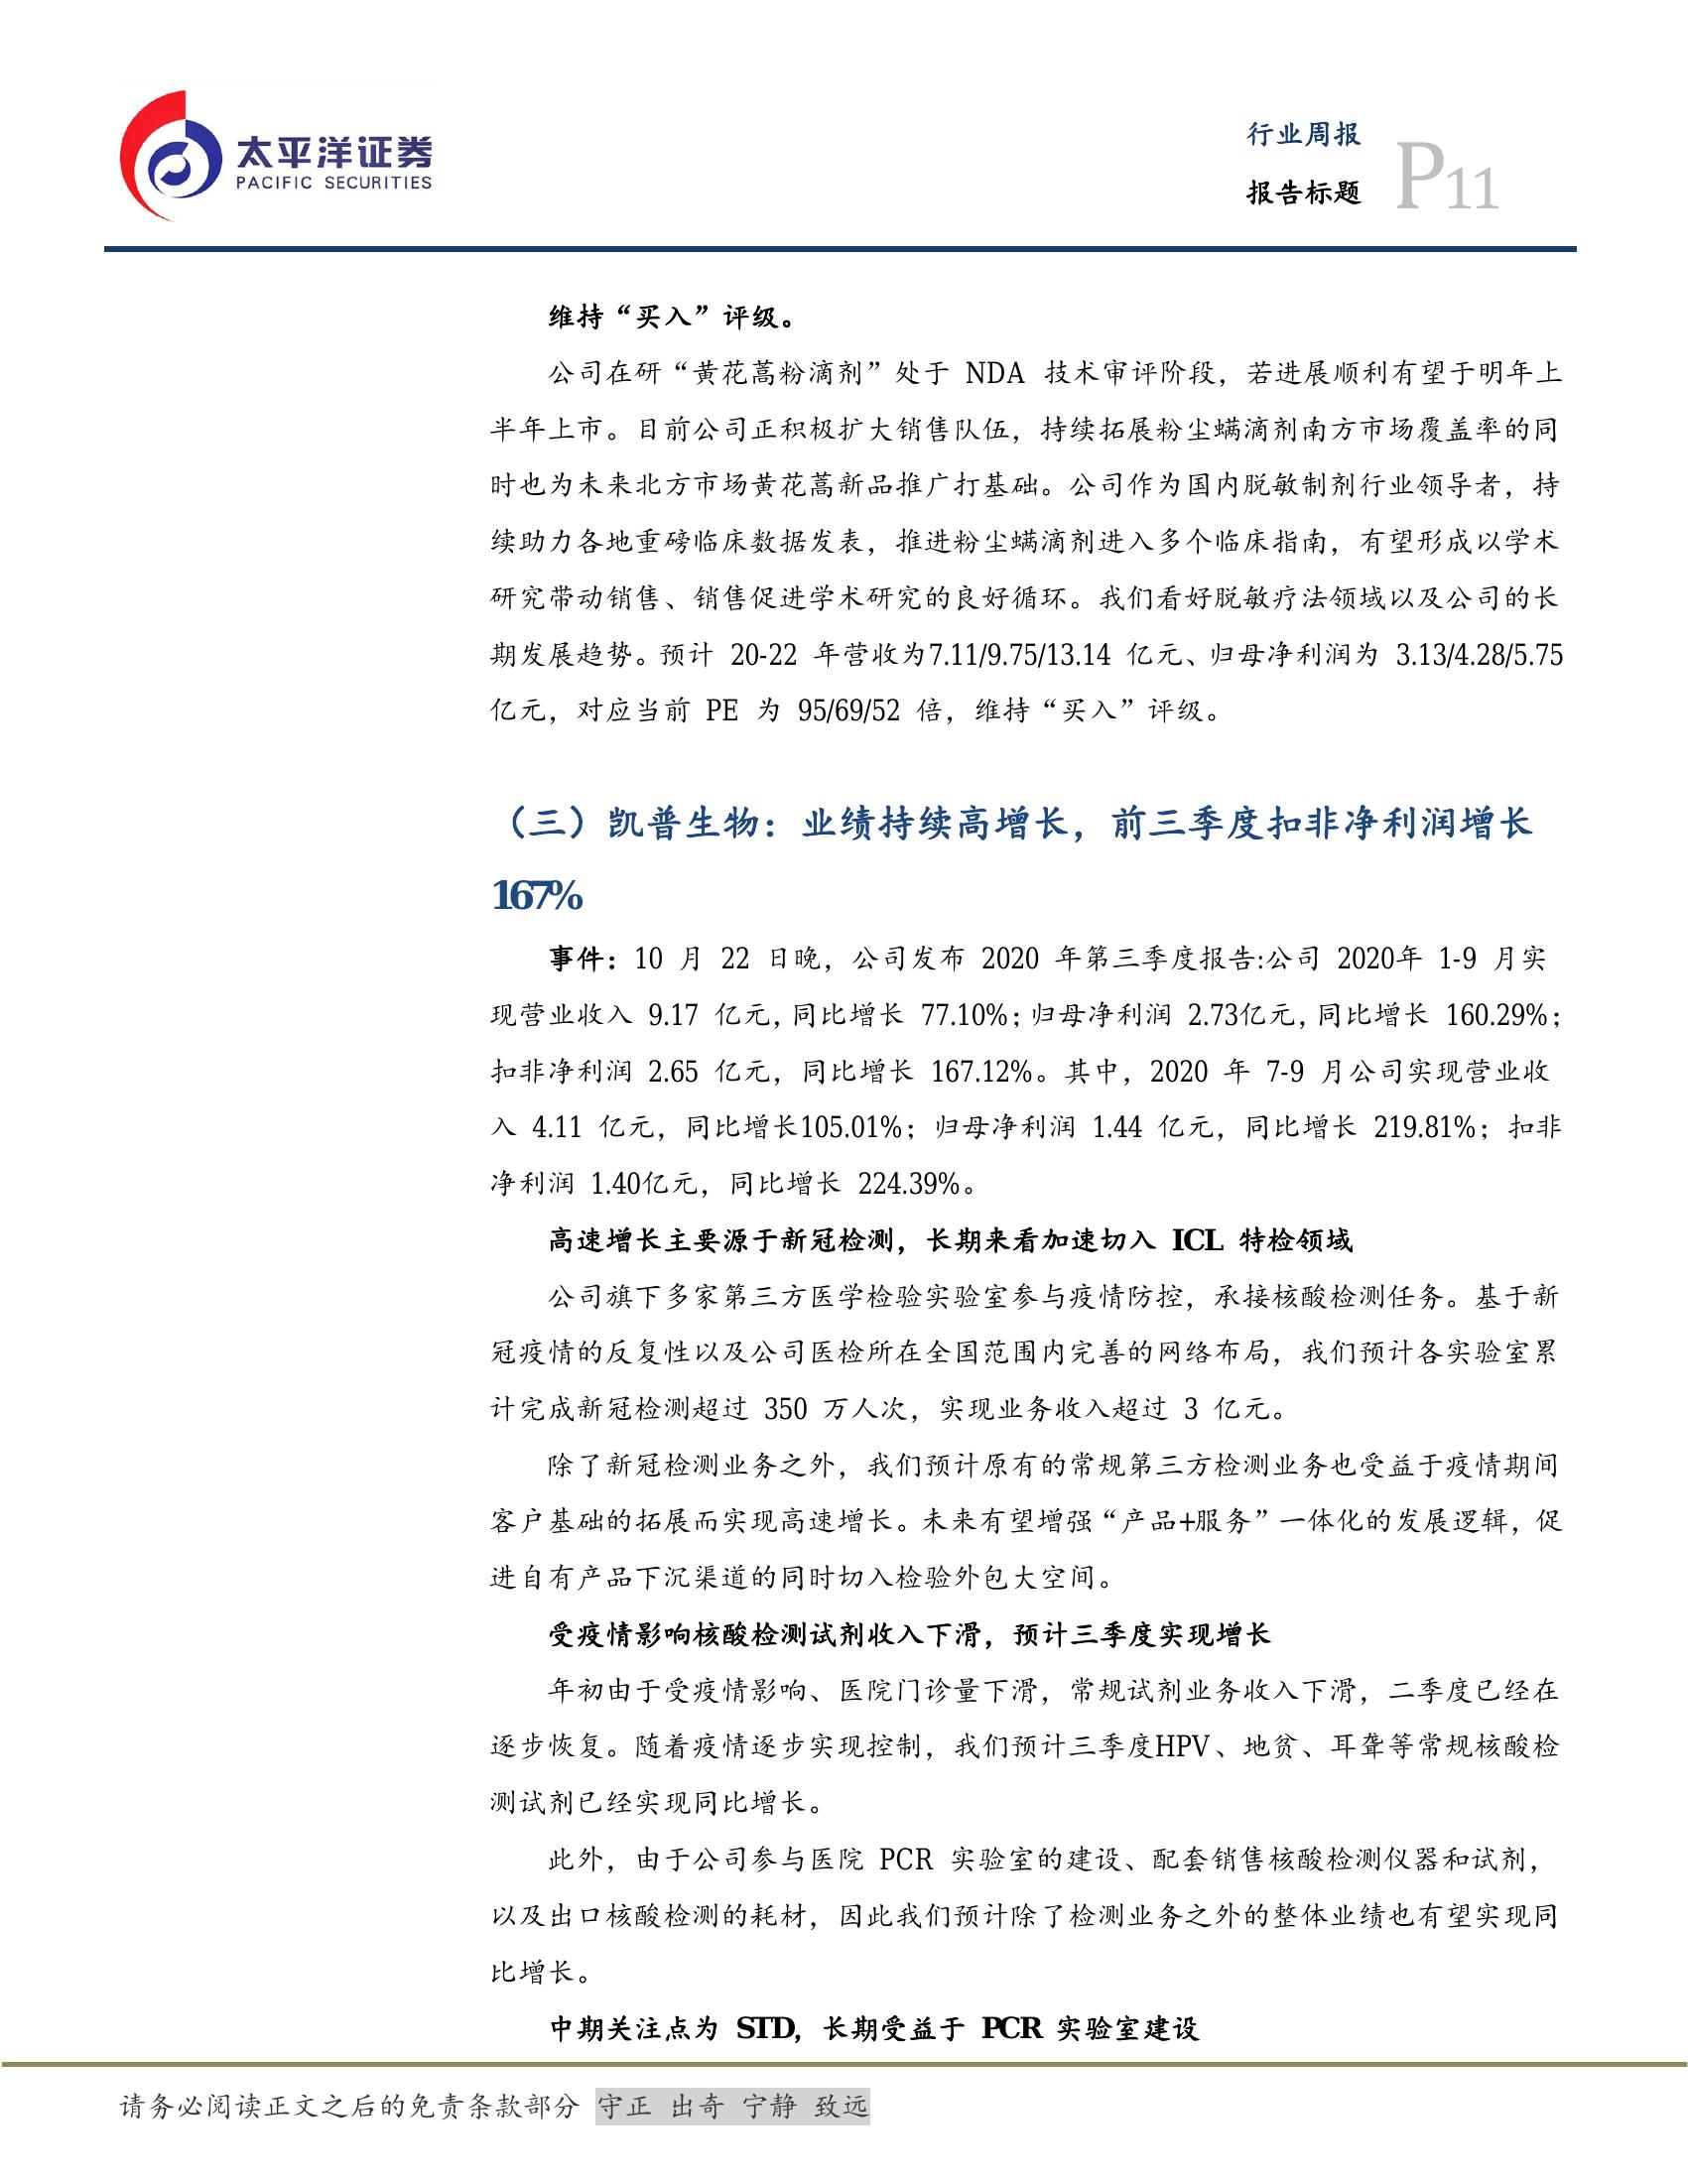 太平洋证券
PACIFIC SECURITIES
行业周报
报告标题
P11
维持“买入”评级。
公司在研“黄花蒿粉滴剂”处于 NDA 技术审评阶段，若进展顺利有望于明年上
半年上市。目前公司正积极扩大销售队伍，持续拓展粉尘螨滴剂南方市场覆盖率的同
时也为未来北方市场黄花蒿新品推广打基础。公司作为国内脱敏制剂行业领导者，持
续助力各地重磅临床数据发表，推进粉尘螨滴剂进入多个临床指南，有望形成以学术
研究带动销售、销售促进学术研究的良好循环。我们看好脱敏疗法领域以及公司的长
期发展趋势。预计 20-22 年营收为7.11/9.75/13.14 亿元、归母净利润为 3.13/4.28/5.75
亿元，对应当前 PE 为 95/69/52 倍，维持“买入”评级。
（三）凯普生物：业绩持续高增长，前三季度扣非净利润增长
167%
事件：10 月 22 日晚，公司发布 2020 年第三季度报告:公司 2020年 1-9 月实
现营业收入 9.17 亿元，同比增长 77.10%；归母净利润 2.73亿元，同比增长 160.29%；
扣非净利润 2.65 亿元，同比增长 167.12%。其中，2020 年 7-9 月公司实现营业收
入 4.11 亿元，同比增长105.01%；归母净利润 1.44 亿元，同比增长 219.81%；扣非
净利润 1.40亿元，同比增长 224.39%。
高速增长主要源于新冠检测，长期来看加速切入 ICL 特检领域
公司旗下多家第三方医学检验实验室参与疫情防控，承接核酸检测任务。基于新
冠疫情的反复性以及公司医检所在全国范围内完善的网络布局，我们预计各实验室累
计完成新冠检测超过 350 万人次，实现业务收入超过 3 亿元。
除了新冠检测业务之外，我们预计原有的常规第三方检测业务也受益于疫情期间
客户基础的拓展而实现高速增长。未来有望增强“产品+服务”一体化的发展逻辑，促
进自有产品下沉渠道的同时切入检验外包大空间。
受疫情影响核酸检测试剂收入下滑，预计三季度实现增长
年初由于受疫情影响、医院门诊量下滑，常规试剂业务收入下滑，二季度已经在
逐步恢复。随着疫情逐步实现控制，我们预计三季度HPV、地贫、耳聋等常规核酸检
测试剂已经实现同比增长。
此外，由于公司参与医院 PCR 实验室的建设、配套销售核酸检测仪器和试剂，
以及出口核酸检测的耗材，因此我们预计除了检测业务之外的整体业绩也有望实现同
比增长。
中期关注点为 STD，长期受益于 PCR 实验室建设
请务必阅读正文之后的免责条款部分 守正 出奇 宁静 致远